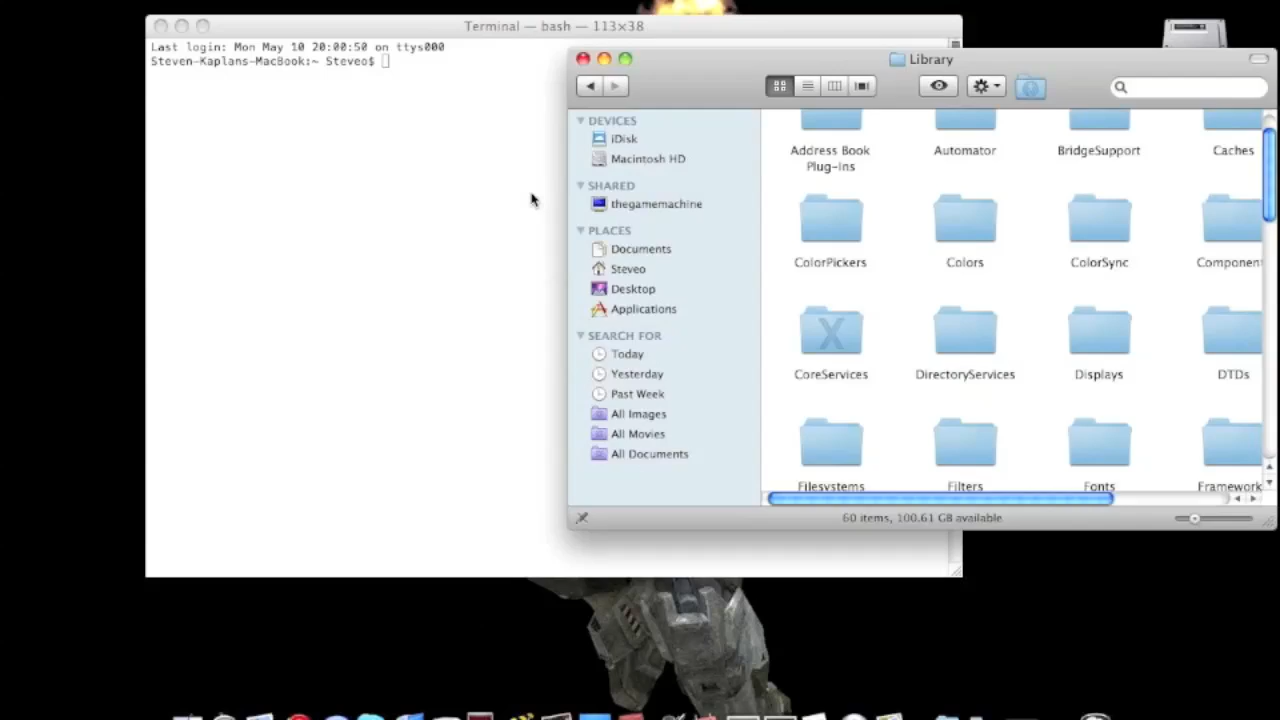 Terminal — bash — 113×38
Last login: Mon May 10 20:00:50 on ttys000
Steven-Kaplans-MacBook:~ Steveo$
Library
DEVICES
iDisk
Macintosh HD
SHARED
thegamemachine
PLACES
Documents
Steveo
Desktop
Applications
SEARCH FOR
Today
Yesterday
Past Week
All Images
All Movies
All Documents
Address Book Plug-Ins
Automator
BridgeSupport
Caches
ColorPickers
Colors
ColorSync
Component
CoreServices
DirectoryServices
Displays
DTDs
Filesystems
Filters
Fonts
Framework
60 items, 100.61 GB available